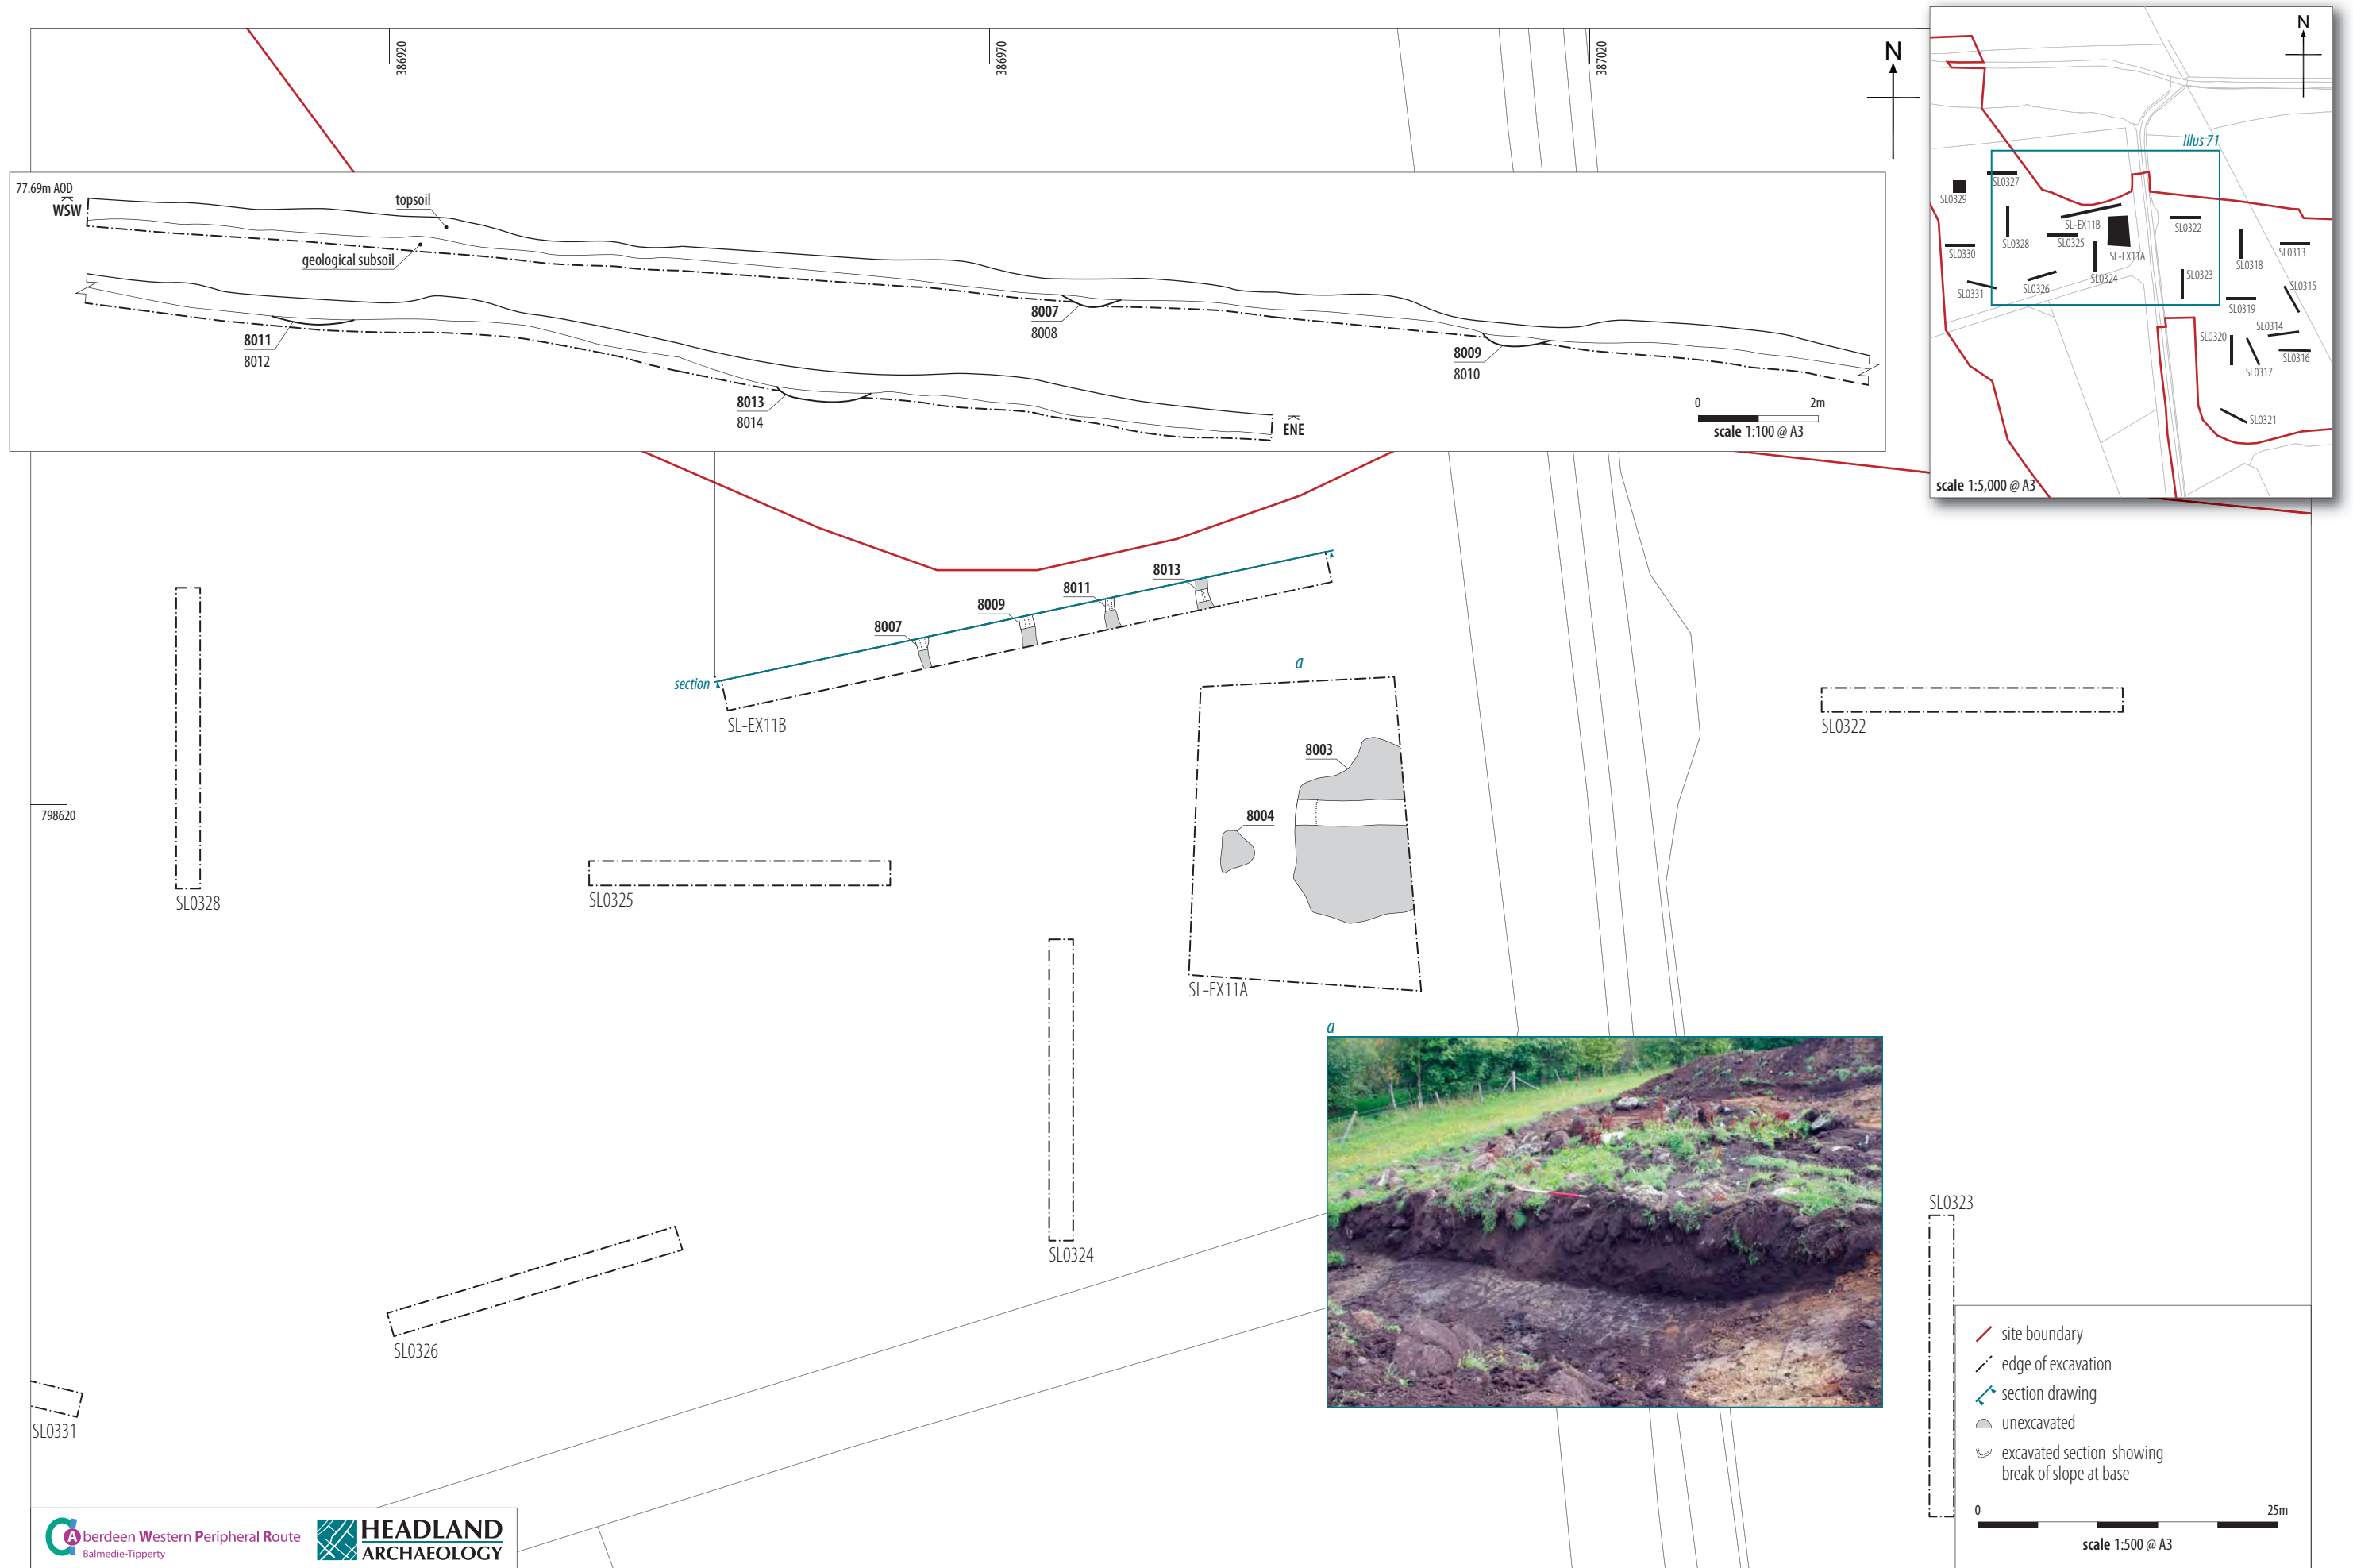 386920
386970
387020
N
77.69m AOD
WSW
topsoil
geological subsoil
8007
8008
8009
8010
8011
8012
8013
8014
ENE
0 2m
scale 1:100 @ A3
N
Illus 71
SL0327
SL0329
SL-EX11B
SL0322
SL0328
SL0325
SL-EX11A
SL0330
SL0324
SL0318
SL0313
SL0323
SL0326
SL0331
SL0315
SL0319
SL0314
SL0320
SL0316
SL0317
SL0321
scale 1:5,000 @ A3
8013
8011
8009
8007
section
SL-EX11B
a
SL0322
8003
8004
798620
SL0328
SL0325
SL-EX11A
a
SL0323
SL0324
SL0326
SL0331
site boundary
edge of excavation
section drawing
unexcavated
excavated section showing
break of slope at base
0 25m
scale 1:500 @ A3
Aberdeen Western Peripheral Route
Balmedie-Tipperty
HEADLAND
ARCHAEOLOGY